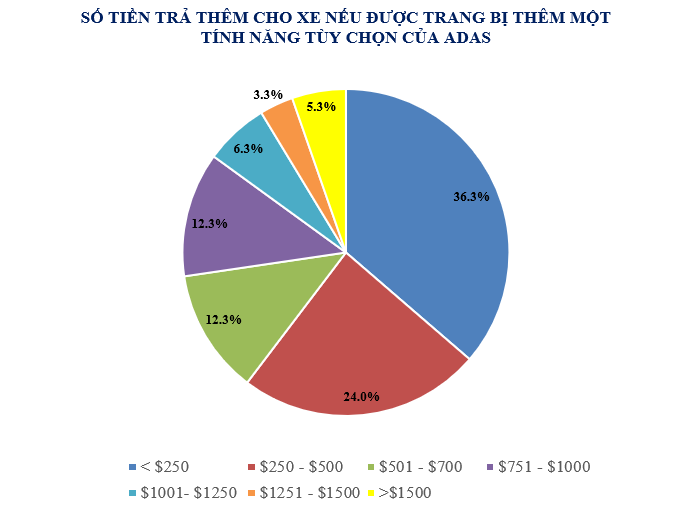 SỐ TIỀN TRẢ THÊM CHO XE NẾU ĐƯỢC TRANG BỊ THÊM MỘT
TÍNH NĂNG TÙY CHỌN CỦA ADAS
3.3%
5.3%
6.3%
36.3%
12.3%
12.3%
24.0%
< $250
$250 - $500
$501 - $700
$751 - $1000
$1001- $1250
$1251 - $1500
>$1500